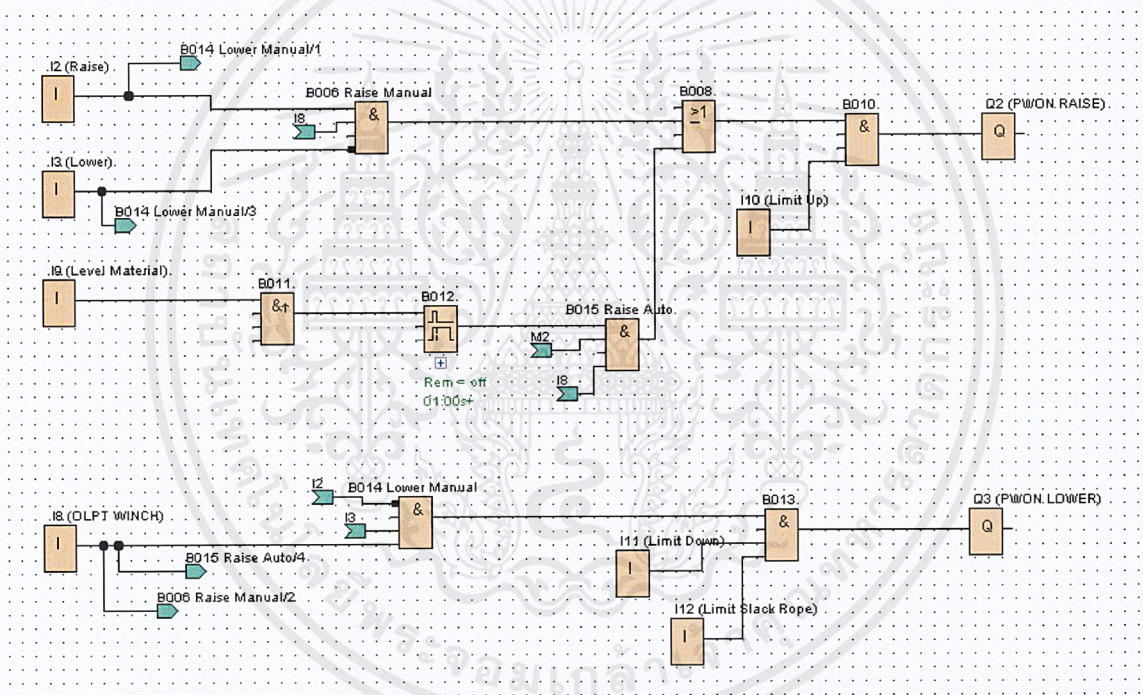 B014 Lower Manual/1
I2 (Raise)
I
B006 Raise Manual
&
I8
B008.
>1
B010.
&
Q2 (PWON.RAISE).
Q
I3 (Lower).
I
B014 Lower Manual/3
I10 (Limit Up)
I
I9 (Level Material).
I
B011.
&↑
B012.
Rem = off
01:00s+
B015 Raise Auto.
&
M2
I8
I2
B014 Lower Manual
&
I3
I8 (OLPT WINCH)
I
B015 Raise Auto/4
B006 Raise Manual/2
B013.
&
Q3 (PWON.LOWER)
Q
I11 (Limit Down)
I
I12 (Limit Slack Rope)
I